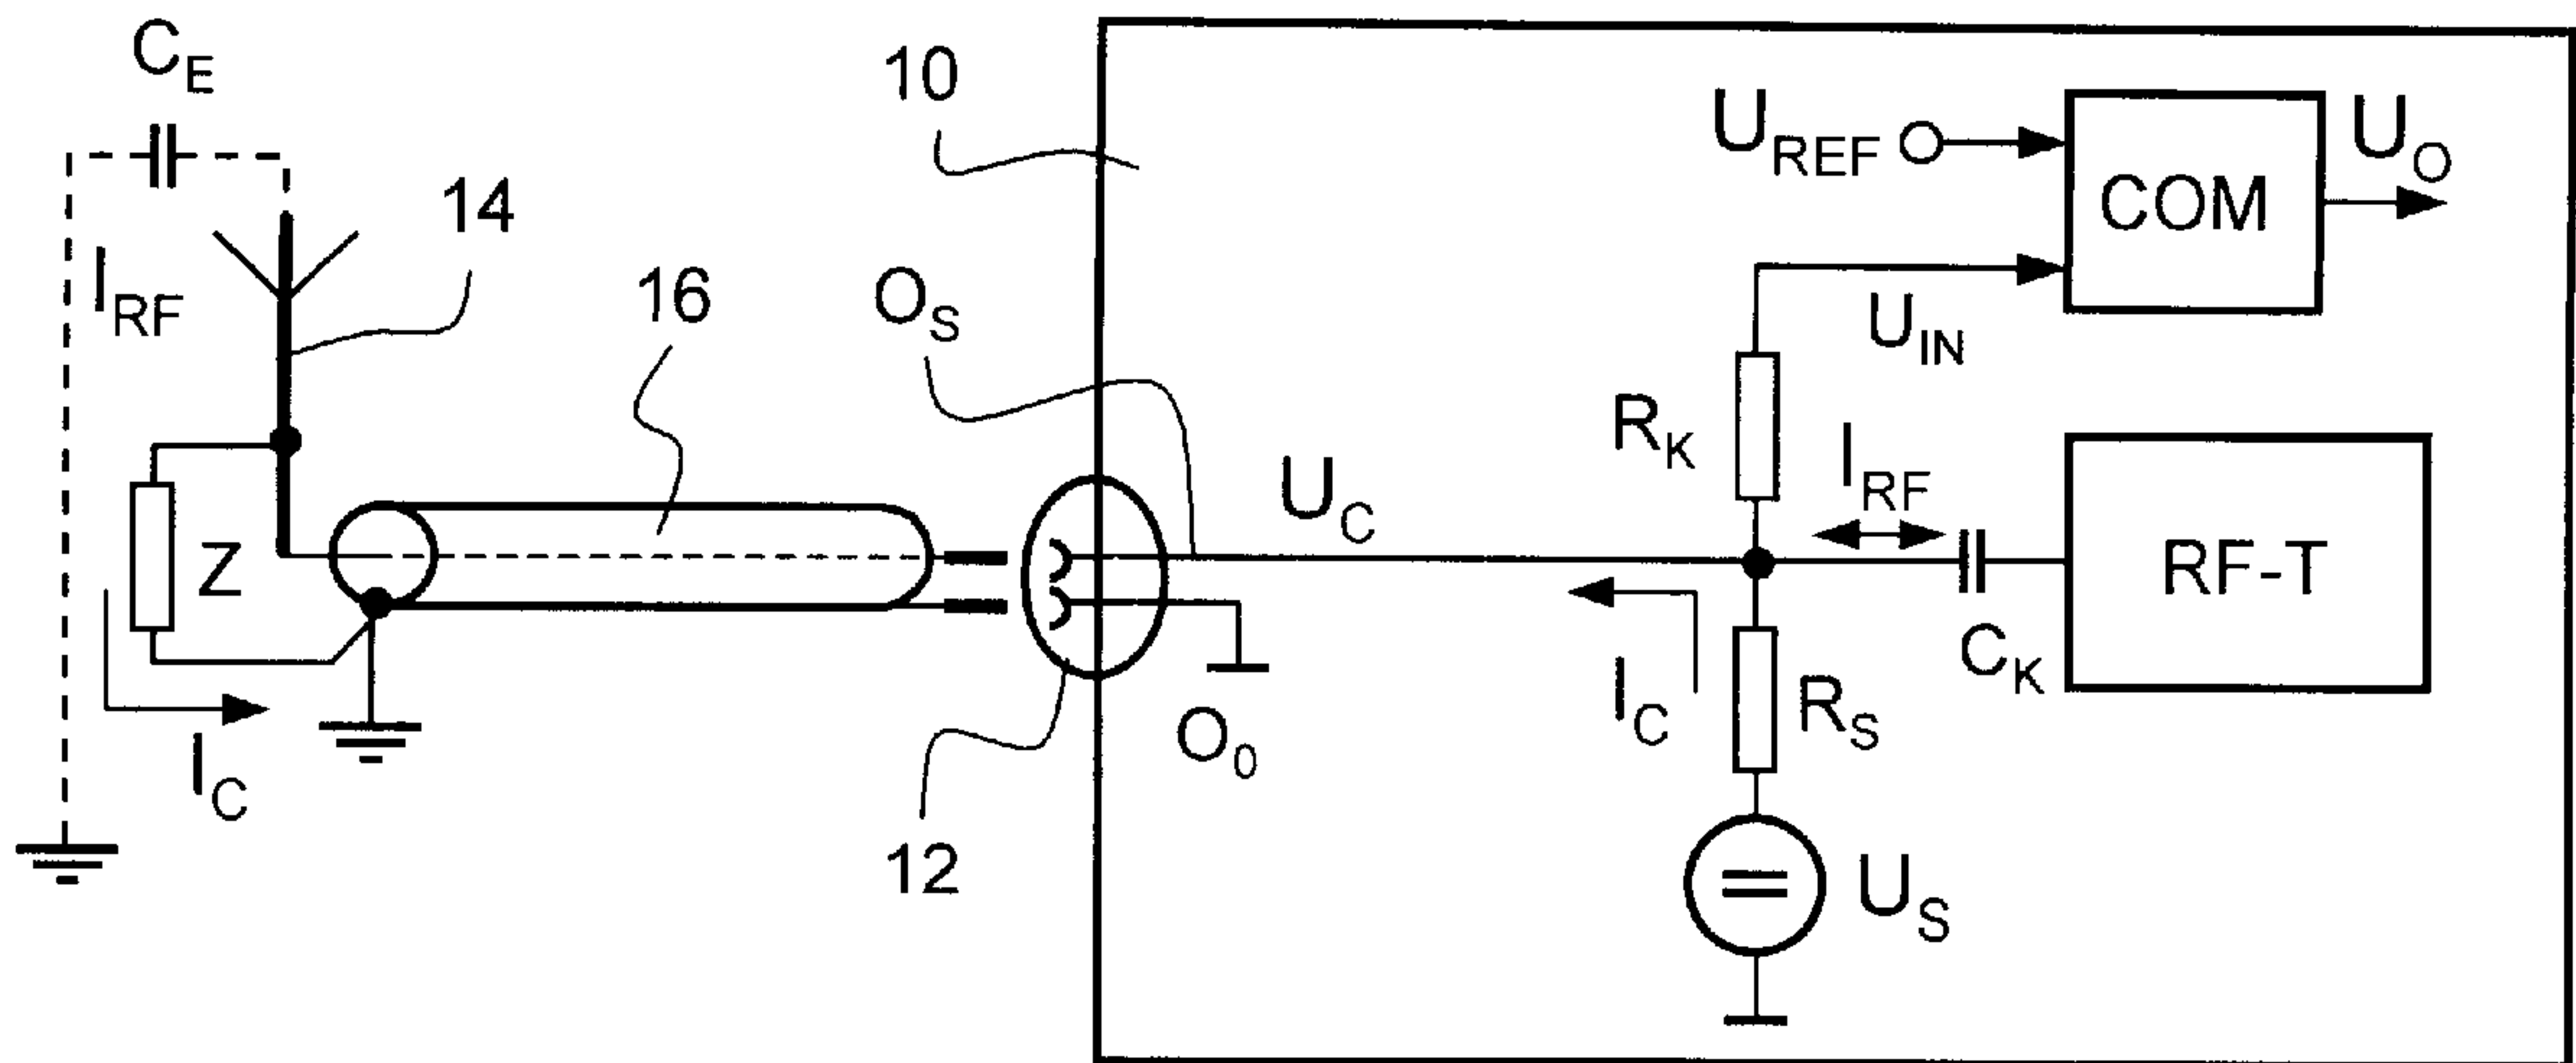 C_E
10
U_REF
COM
U_O
14
I_RF
16
O_S
U_IN
R_K
I_RF
U_C
Z
RF-T
C_K
I_C
R_S
O_0
I_C
12
U_S